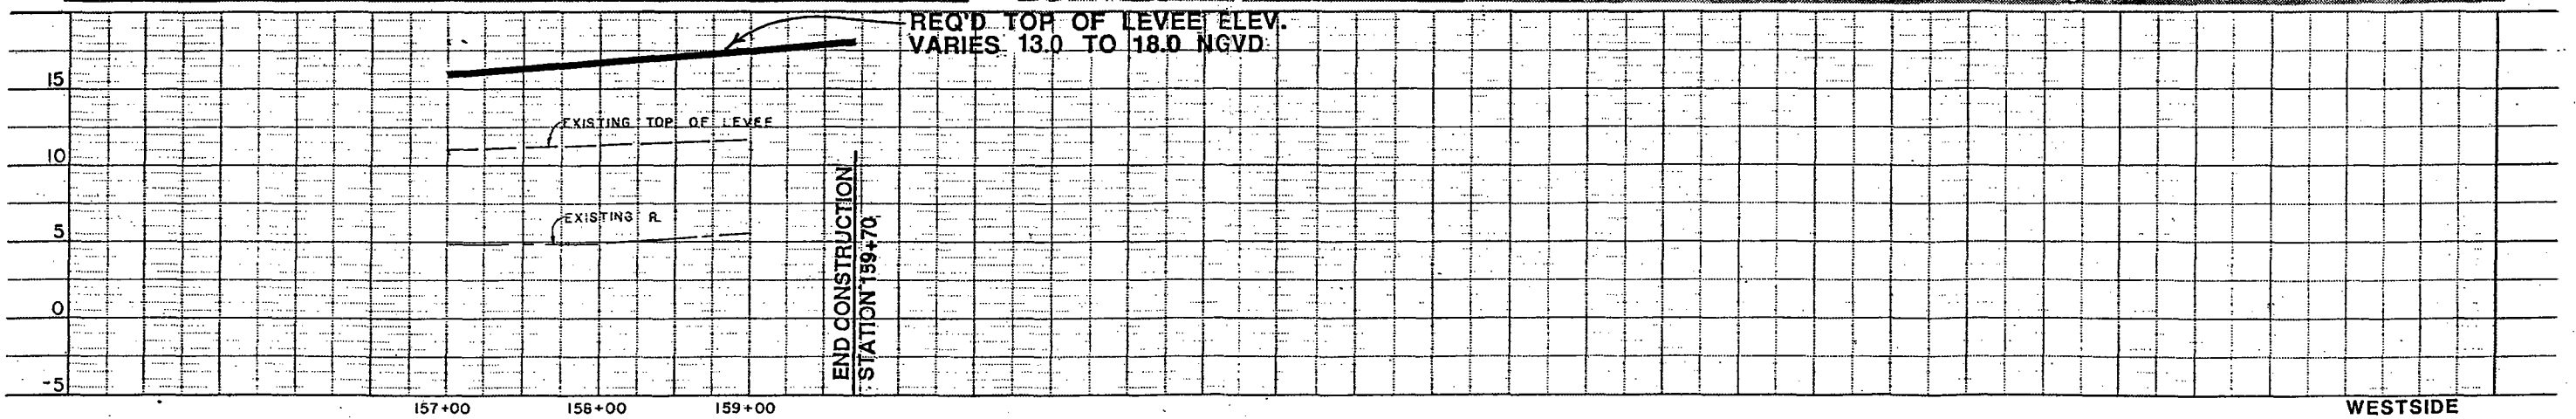 REQ'D TOP OF LEVEE ELEV.
VARIES 13.0 TO 18.0 NGVD
15
EXISTING TOP OF LEVEE
10
EXISTING R
5
0
-5
END CONSTRUCTION
STATION 159+70
157+00
158+00
159+00
WESTSIDE